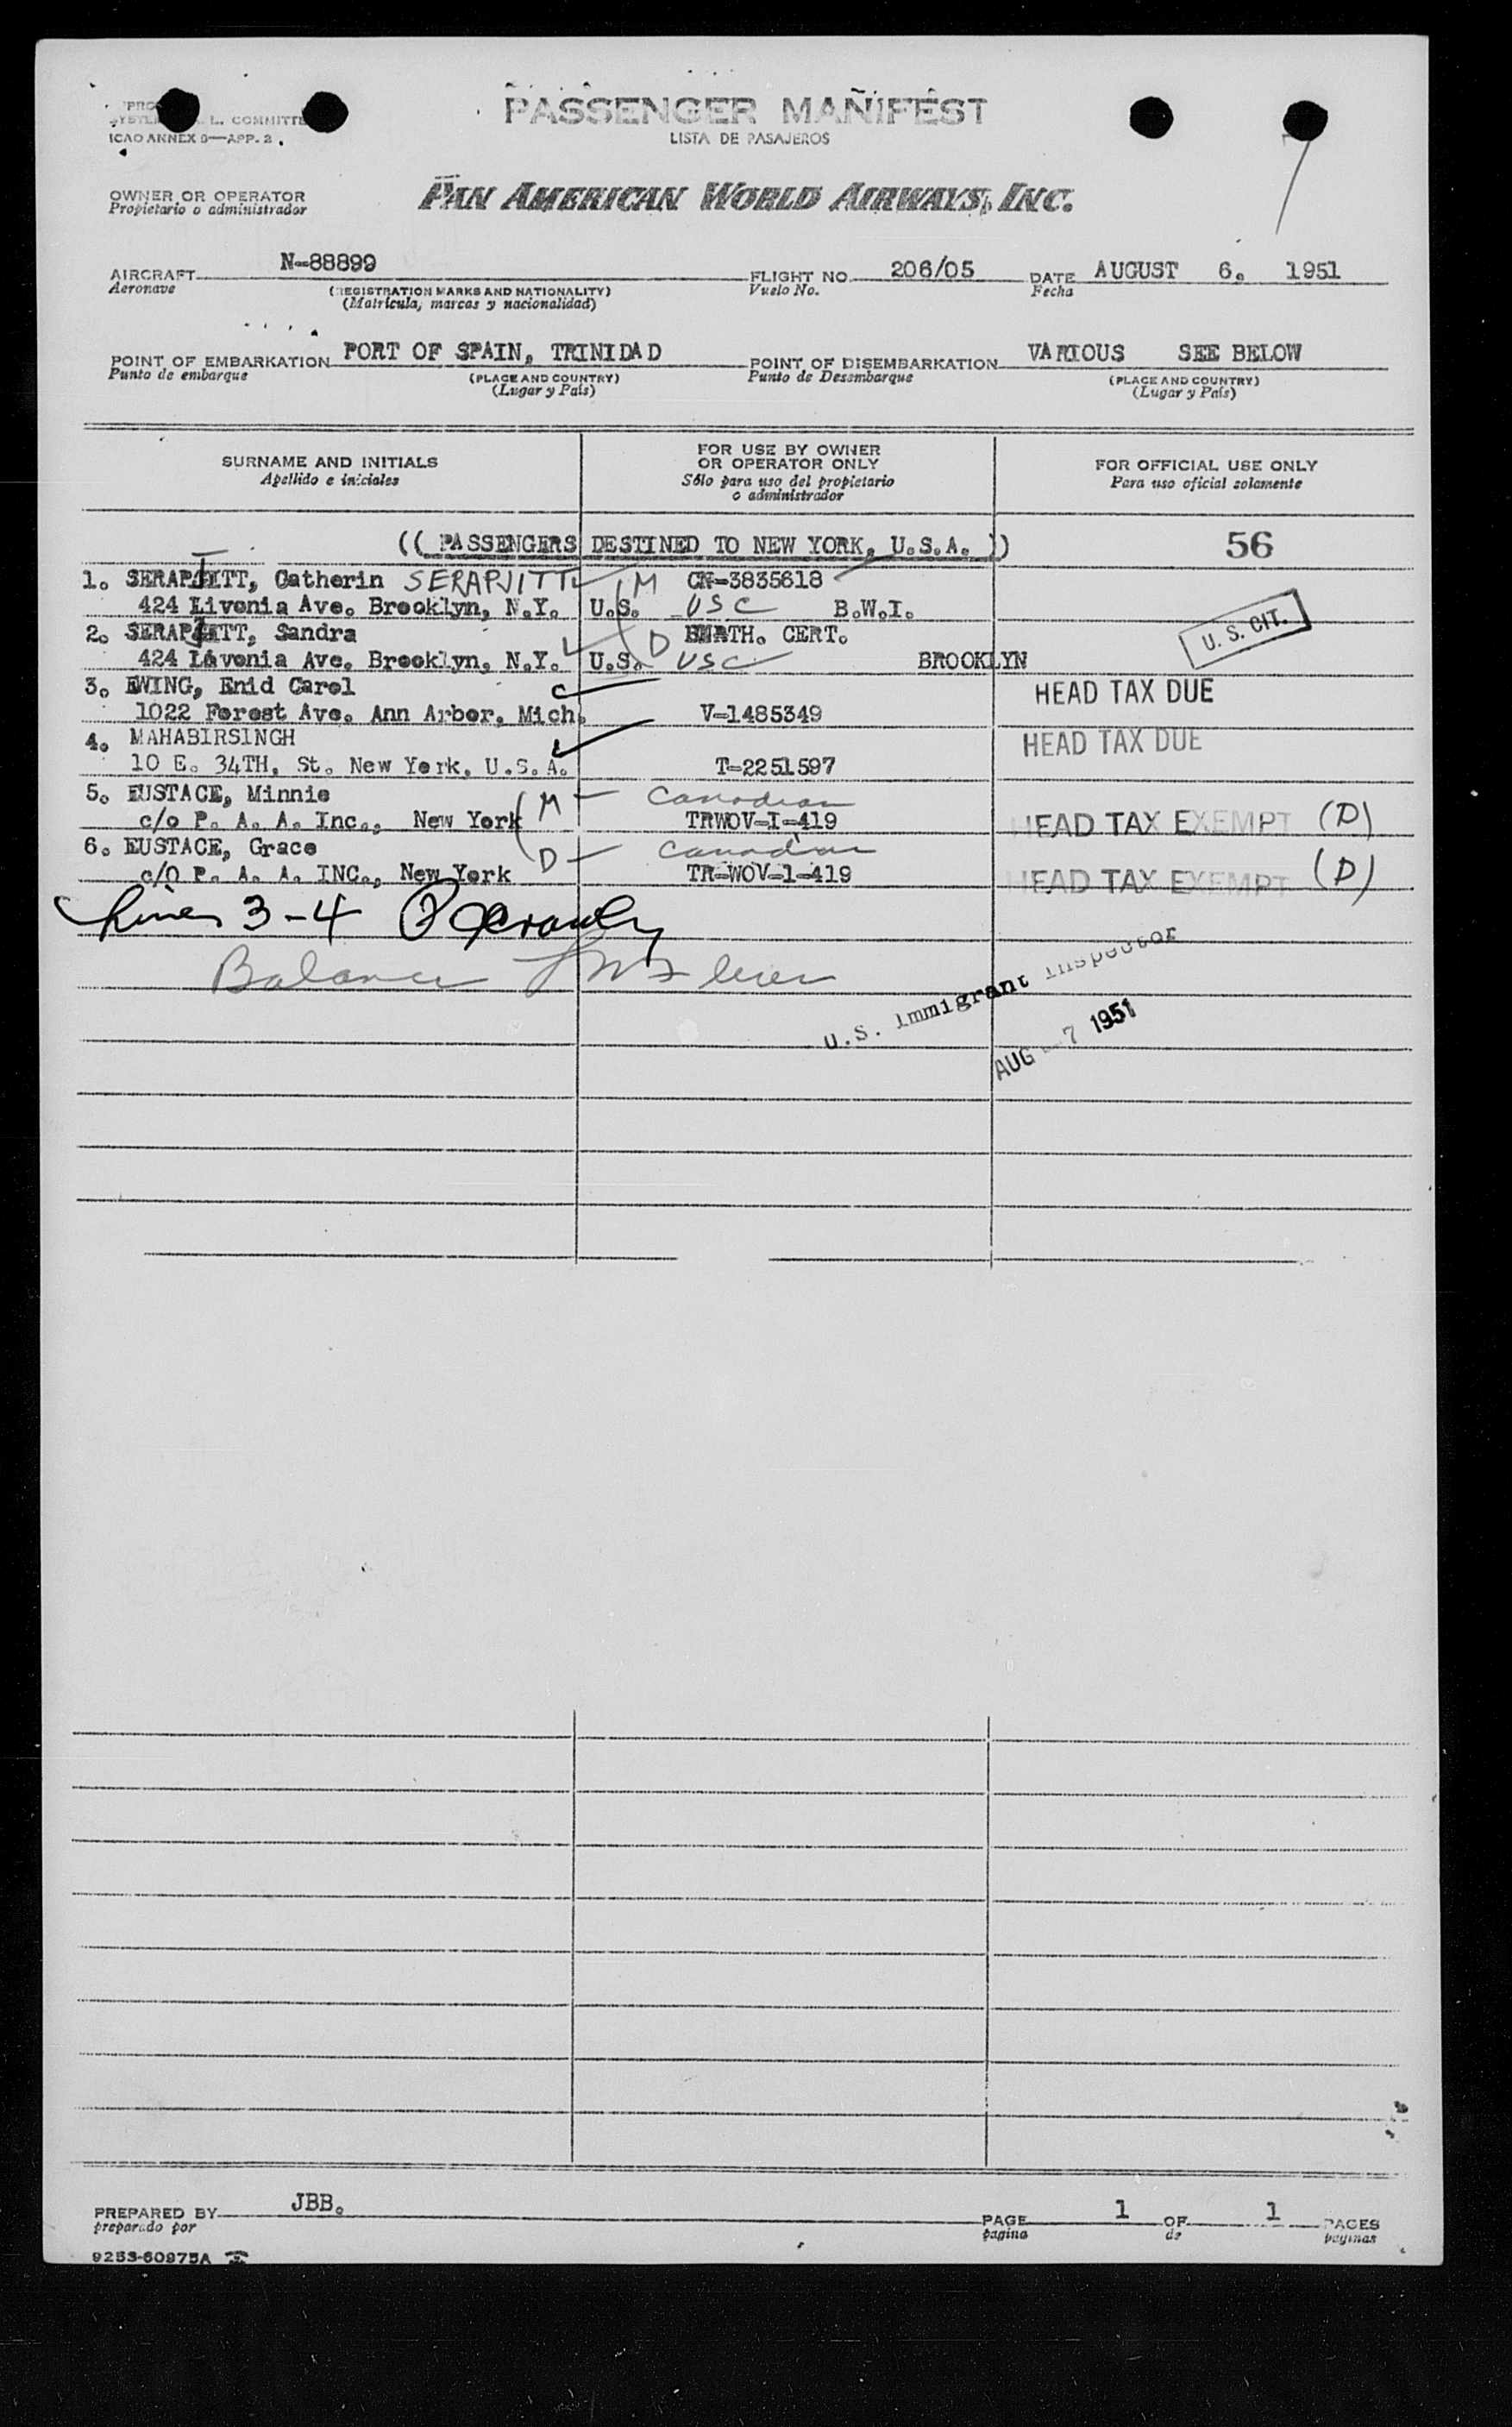 PASSENGER MANIFEST
LISTA DE PASAJEROS
L. COMMITTE
ICAO ANNEX 9—APP. 2
OWNER OR OPERATOR
Propietario o administrador
PAN AMERICAN WORLD AIRWAYS, INC.
AIRCRAFT N-88899 FLIGHT NO. 206/05 DATE AUGUST 6, 1951
Aeronave (REGISTRATION MARKS AND NATIONALITY) Vuelo No. Fecha
(Matrícula, marcas y nacionalidad)
POINT OF EMBARKATION PORT OF SPAIN, TRINIDAD POINT OF DISEMBARKATION VARIOUS SEE BELOW
Punto de embarque (PLACE AND COUNTRY) Punto de Desembarque (PLACE AND COUNTRY)
(Lugar y País) (Lugar y País)
SURNAME AND INITIALS
Apellido e iniciales
FOR USE BY OWNER
OR OPERATOR ONLY
Sólo para uso del propietario
o administrador
FOR OFFICIAL USE ONLY
Para uso oficial solamente
(( PASSENGERS DESTINED TO NEW YORK, U.S.A. )) 56
1. SERAPJITT, Catherin SERAPJITT M CN-3835618
424 Livonia Ave. Brooklyn, N.Y. U.S. USC B.W.I.
2. SERAPJITT, Sandra D BIRTH. CERT. U. S. CIT.
424 Livonia Ave. Brooklyn, N.Y. U.S. USC BROOKLYN
3. EWING, Enid Carol HEAD TAX DUE
1022 Forest Ave. Ann Arbor, Mich. V-1485349
4. MAHABIRSINGH HEAD TAX DUE
10 E. 34TH. St. New York, U.S.A. T-2251597
5. EUSTACE, Minnie M — Canadian
c/o P. A. A. Inc., New York TRWOV-I-419 HEAD TAX EXEMPT (D)
6. EUSTACE, Grace D — Canadian
c/O P. A. A. INC., New York TR-WOV-1-419 HEAD TAX EXEMPT (D)
Lines 3-4
Balance
U.S. Immigrant Inspector
AUG - 7 1951
PREPARED BY JBB. PAGE 1 OF 1 PAGES
preparado por pagina de paginas
9253-60975A